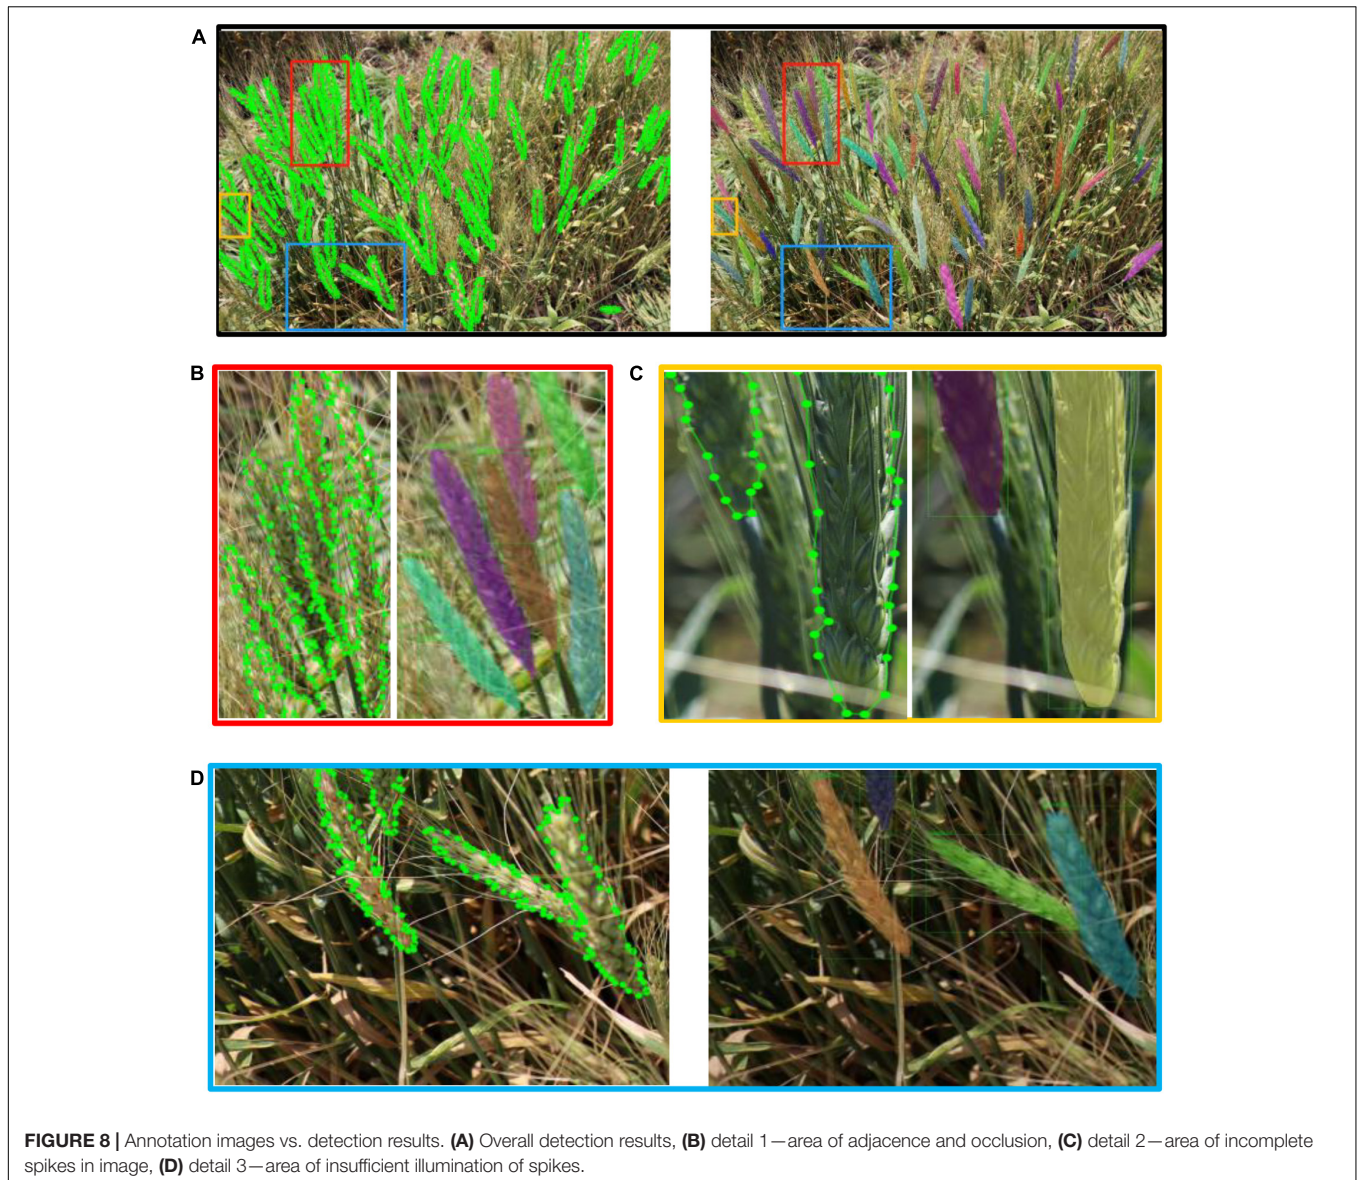 A
B
C
D
FIGURE 8 | Annotation images vs. detection results. (A) Overall detection results, (B) detail 1—area of adjacence and occlusion, (C) detail 2—area of incomplete
spikes in image, (D) detail 3—area of insufficient illumination of spikes.